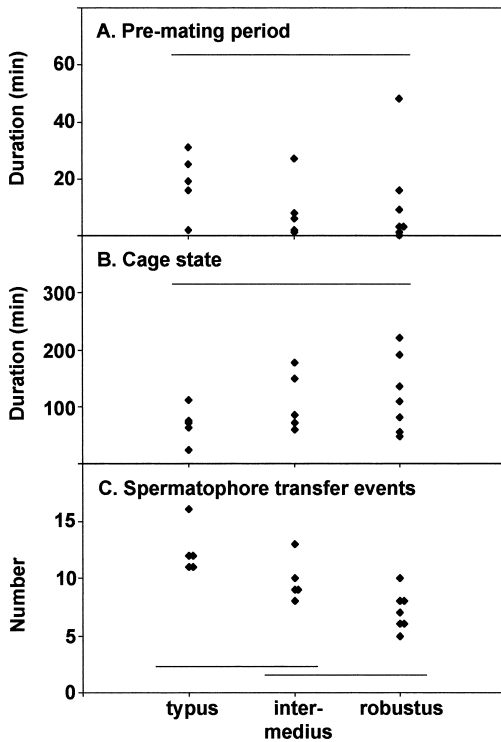 A. Pre-mating period
Duration (min)
60
40
20
B. Cage state
Duration (min)
300
200
100
C. Spermatophore transfer events
Number
15
10
5
0
typus
inter-
medius
robustus